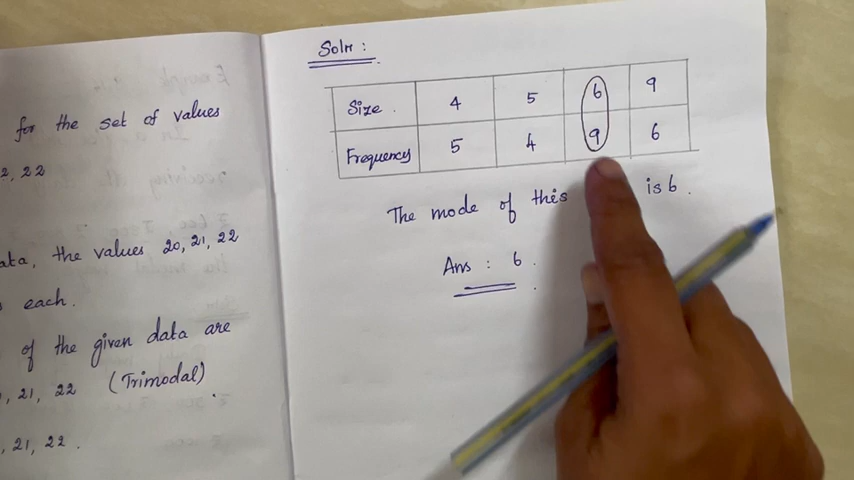 for the set of values
2, 22
ata, the values 20, 21, 22
each.
of the given data are
, 21, 22 (Trimodal)
, 21, 22.
Soln :
Size. 4 5 6 9
Frequency 5 4 9 6
The mode of this is 6.
Ans : 6.